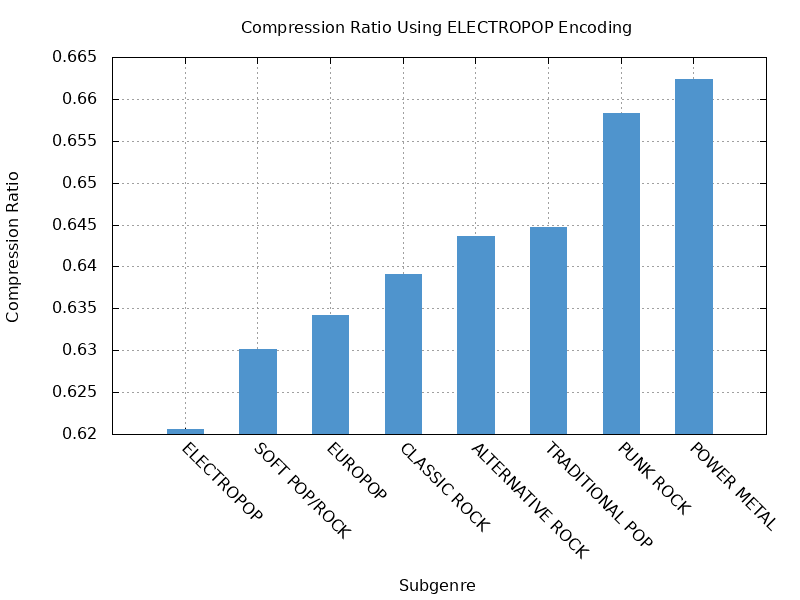 Compression Ratio Using ELECTROPOP Encoding
0.665
0.66
0.655
0.65
0.645
0.64
0.635
0.63
0.625
0.62
Compression Ratio
ELECTROPOP
SOFT POP/ROCK
EUROPOP
CLASSIC ROCK
ALTERNATIVE ROCK
TRADITIONAL POP
PUNK ROCK
POWER METAL
Subgenre